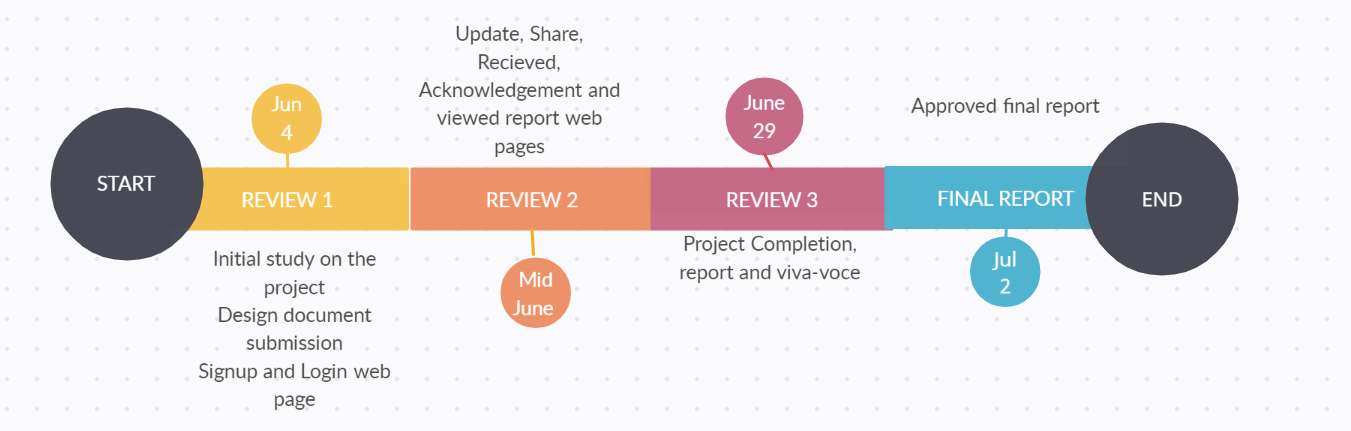 START
Jun
4
REVIEW 1
Initial study on the
project
Design document
submission
Signup and Login web
page
Update, Share,
Recieved,
Acknowledgement and
viewed report web
pages
REVIEW 2
Mid
June
June
29
REVIEW 3
Project Completion,
report and viva-voce
Approved final report
FINAL REPORT
Jul
2
END